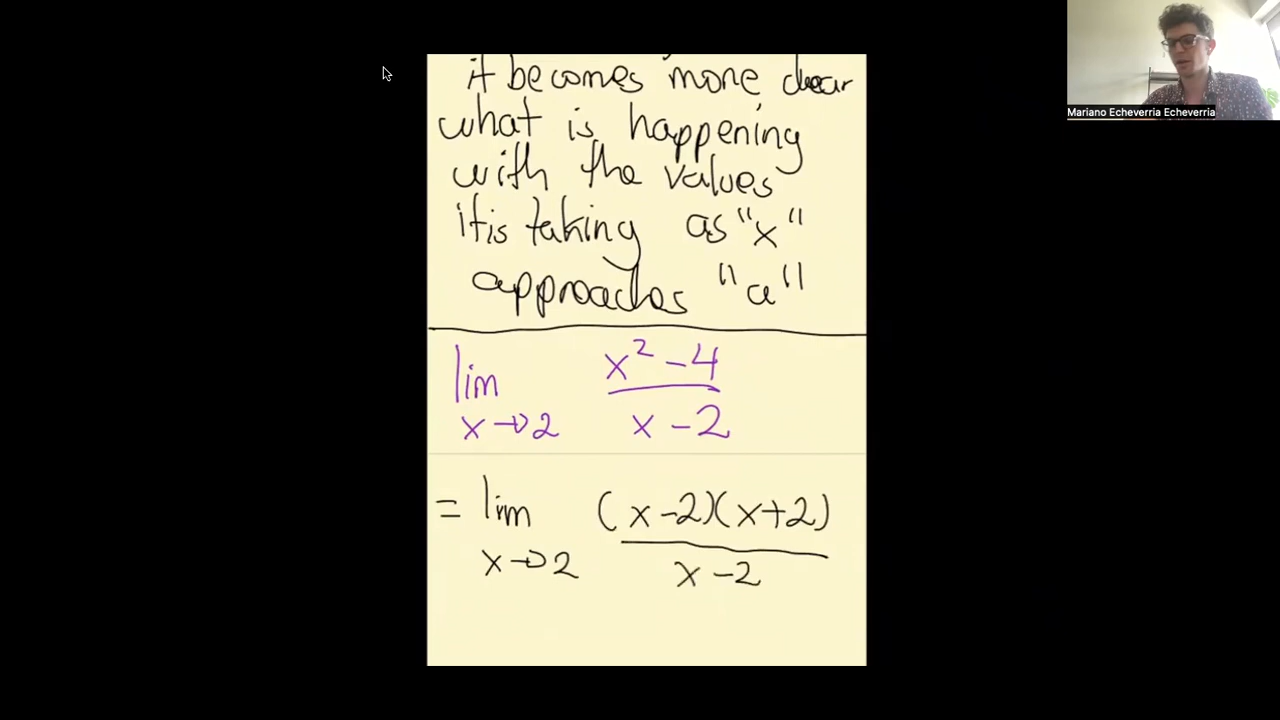 it becomes more clear
what is happening
with the values
it is taking as "x"
approaches "a"
lim x² - 4
x→2 x - 2
= lim (x-2)(x+2)
x→2 x - 2
Mariano Echeverria Echeverria